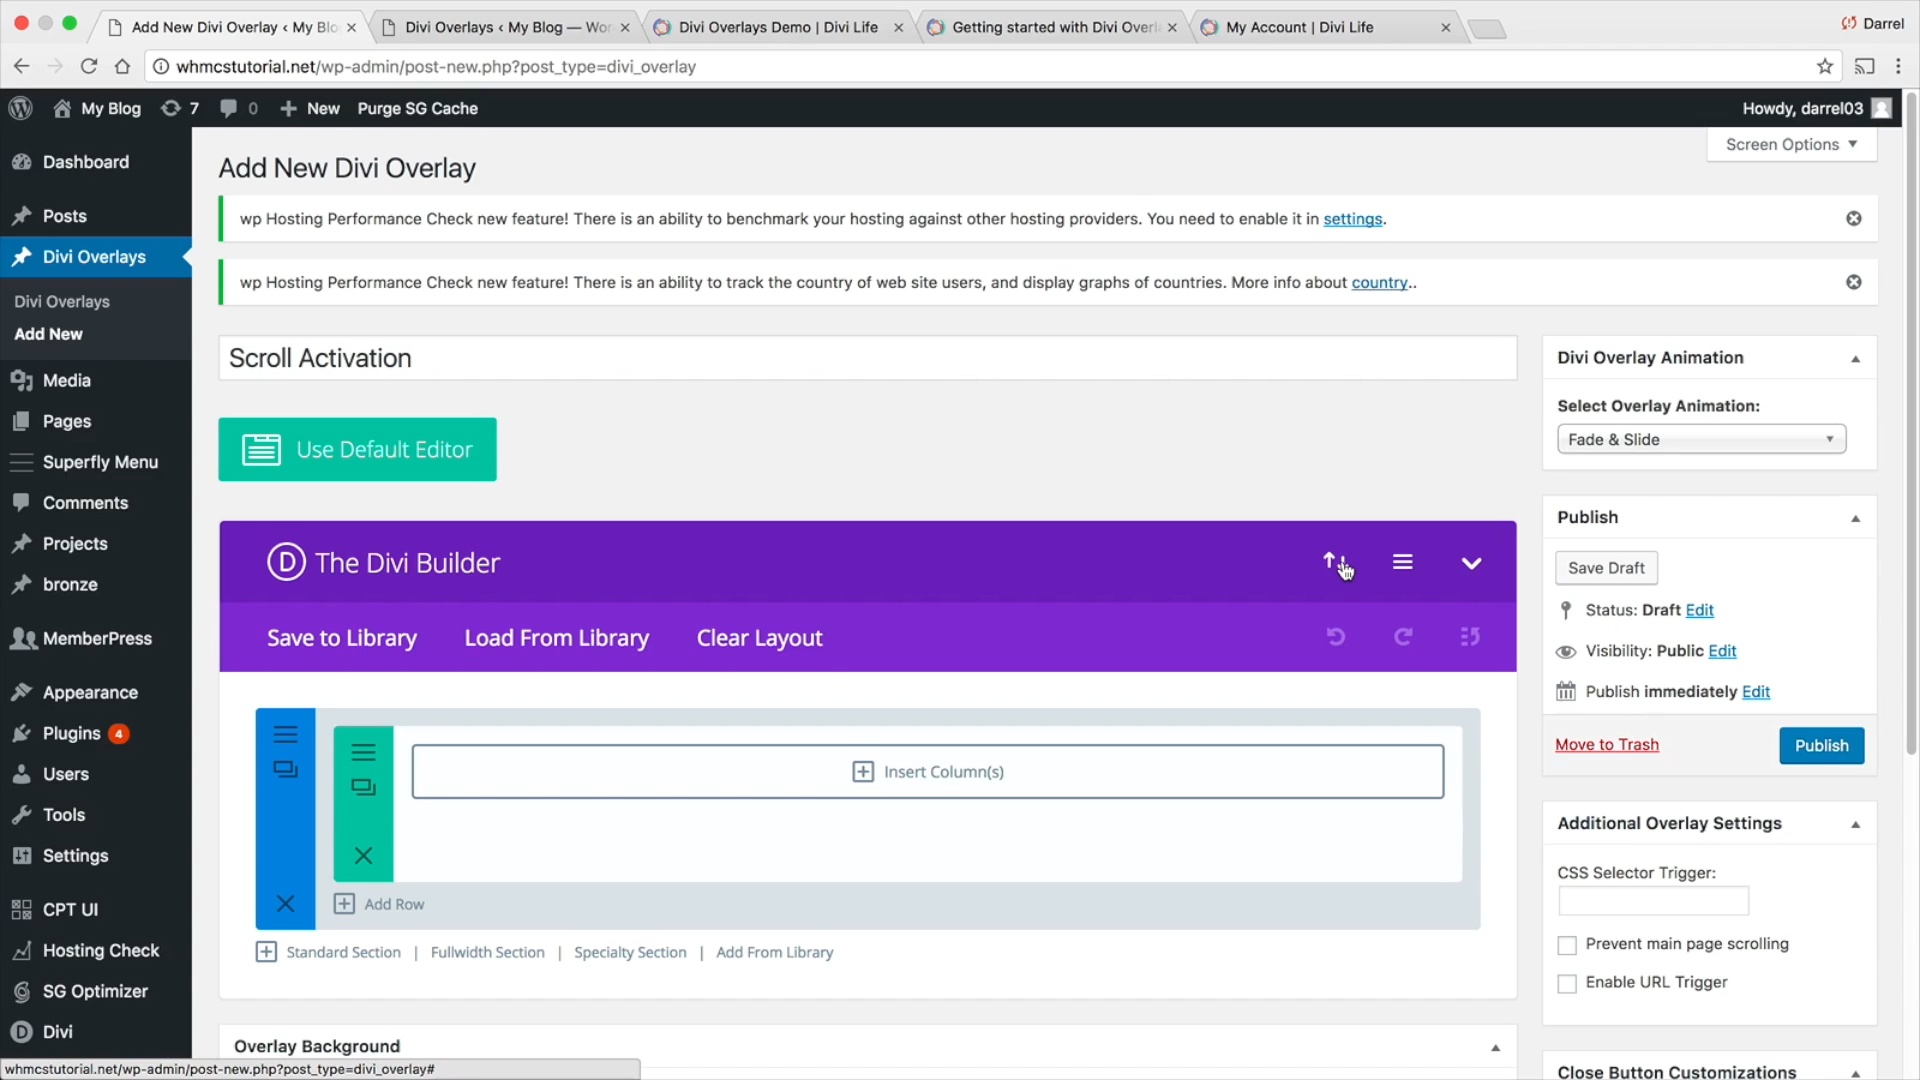 Add New Divi Overlay ‹ My Blo
Divi Overlays ‹ My Blog — Wor
Divi Overlays Demo | Divi Life
Getting started with Divi Overl
My Account | Divi Life
Darrel
whmcstutorial.net/wp-admin/post-new.php?post_type=divi_overlay
My Blog
7
0
New
Purge SG Cache
Howdy, darrel03
Screen Options
Dashboard
Posts
Divi Overlays
Divi Overlays
Add New
Media
Pages
Superfly Menu
Comments
Projects
bronze
MemberPress
Appearance
Plugins 4
Users
Tools
Settings
CPT UI
Hosting Check
SG Optimizer
Divi
Add New Divi Overlay
wp Hosting Performance Check new feature! There is an ability to benchmark your hosting against other hosting providers. You need to enable it in settings.
wp Hosting Performance Check new feature! There is an ability to track the country of web site users, and display graphs of countries. More info about country..
Scroll Activation
Use Default Editor
D The Divi Builder
Save to Library
Load From Library
Clear Layout
Insert Column(s)
Add Row
Standard Section | Fullwidth Section | Specialty Section | Add From Library
Overlay Background
Divi Overlay Animation
Select Overlay Animation:
Fade & Slide
Publish
Save Draft
Status: Draft Edit
Visibility: Public Edit
Publish immediately Edit
Move to Trash
Publish
Additional Overlay Settings
CSS Selector Trigger:
Prevent main page scrolling
Enable URL Trigger
Close Button Customizations
whmcstutorial.net/wp-admin/post-new.php?post_type=divi_overlay#